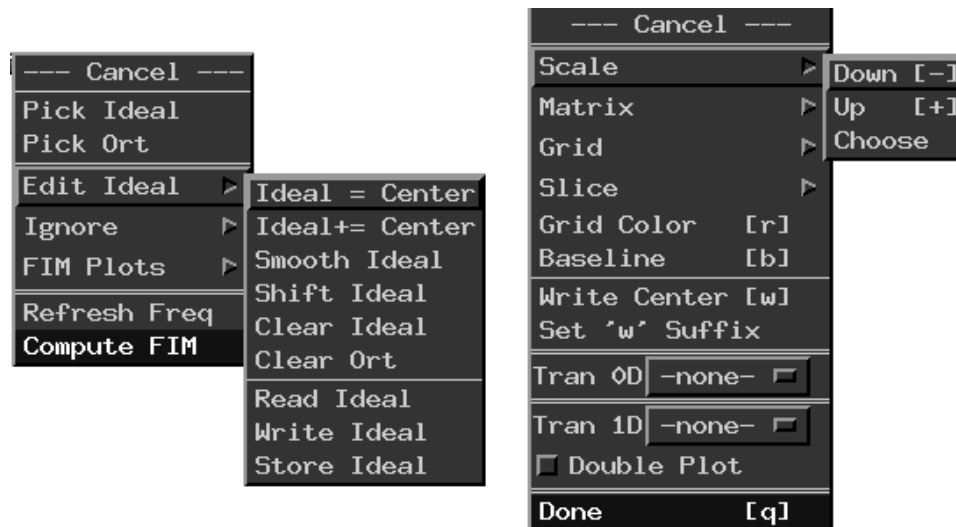 --- Cancel ---
Pick Ideal
Pick Ort
Edit Ideal
Ignore
FIM Plots
Refresh Freq
Compute FIM
Ideal = Center
Ideal+= Center
Smooth Ideal
Shift Ideal
Clear Ideal
Clear Ort
Read Ideal
Write Ideal
Store Ideal
--- Cancel ---
Scale
Matrix
Grid
Slice
Grid Color [r]
Baseline [b]
Write Center [w]
Set 'w' Suffix
Tran 0D -none-
Tran 1D -none-
Double Plot
Done [q]
Down [-]
Up [+]
Choose